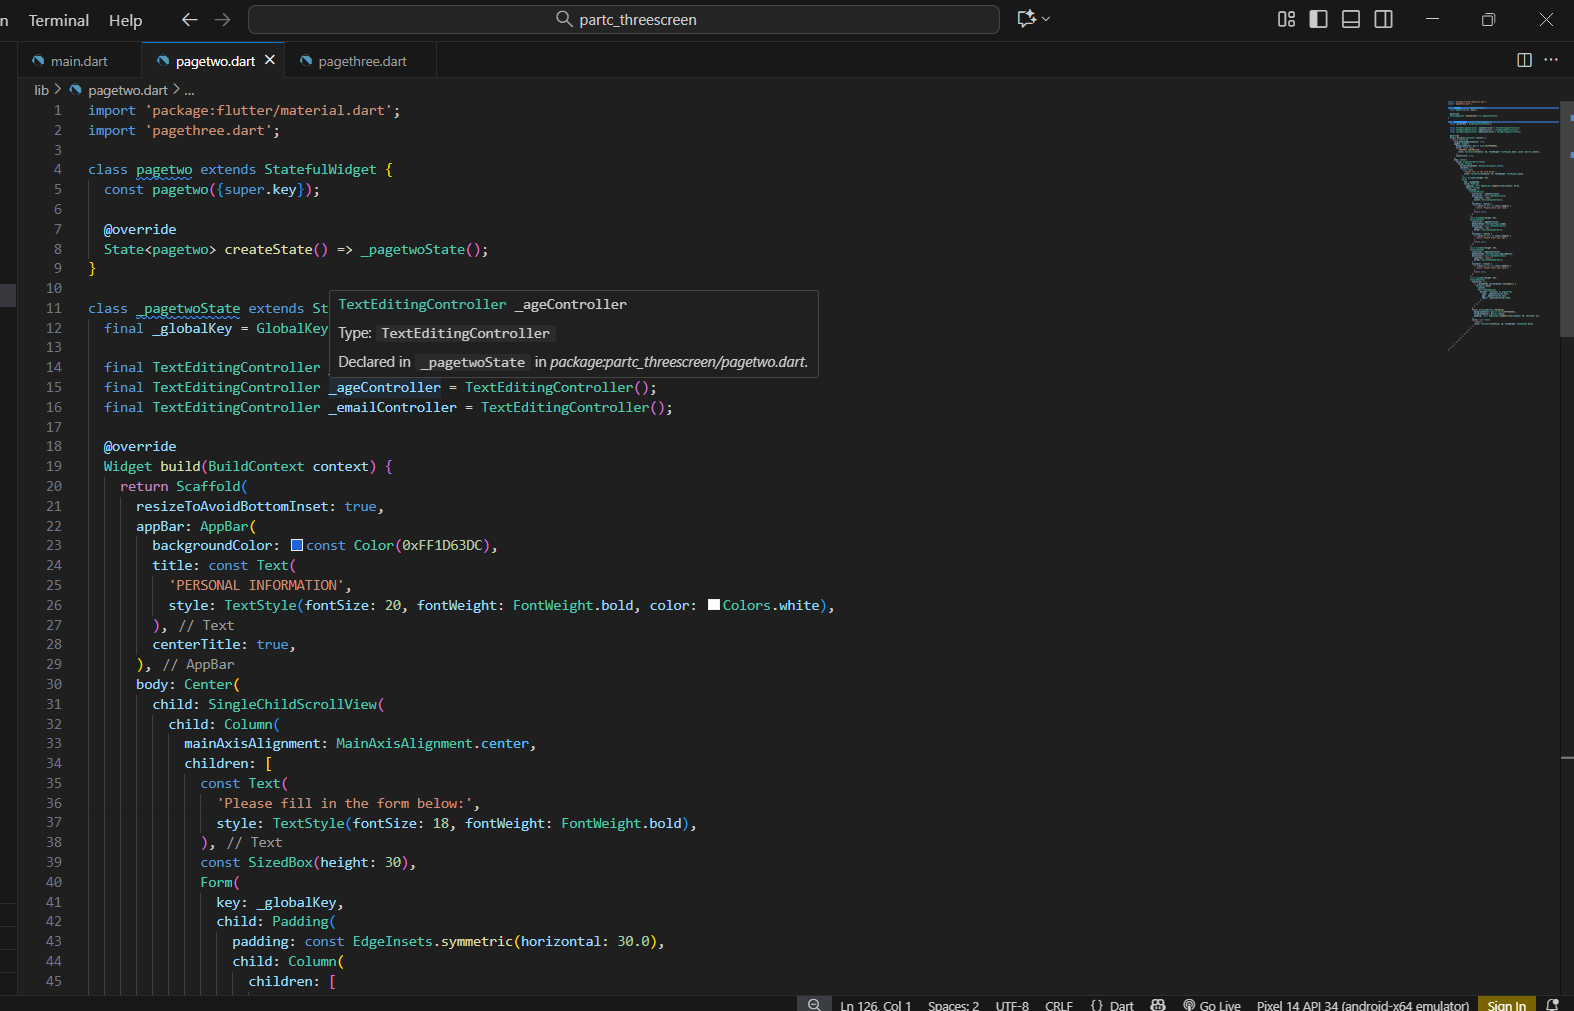 n Terminal Help partc_threescreen
main.dart pagetwo.dart pagethree.dart
lib > pagetwo.dart > ...
1 import 'package:flutter/material.dart';
2 import 'pagethree.dart';
3
4 class pagetwo extends StatefulWidget {
5 const pagetwo({super.key});
6
7 @override
8 State<pagetwo> createState() => _pagetwoState();
9 }
10
11 class _pagetwoState extends St
12 final _globalKey = GlobalKey
13
14 final TextEditingController
15 final TextEditingController _ageController = TextEditingController();
16 final TextEditingController _emailController = TextEditingController();
17
18 @override
19 Widget build(BuildContext context) {
20 return Scaffold(
21 resizeToAvoidBottomInset: true,
22 appBar: AppBar(
23 backgroundColor: const Color(0xFF1D63DC),
24 title: const Text(
25 'PERSONAL INFORMATION',
26 style: TextStyle(fontSize: 20, fontWeight: FontWeight.bold, color: Colors.white),
27 ), // Text
28 centerTitle: true,
29 ), // AppBar
30 body: Center(
31 child: SingleChildScrollView(
32 child: Column(
33 mainAxisAlignment: MainAxisAlignment.center,
34 children: [
35 const Text(
36 'Please fill in the form below:',
37 style: TextStyle(fontSize: 18, fontWeight: FontWeight.bold),
38 ), // Text
39 const SizedBox(height: 30),
40 Form(
41 key: _globalKey,
42 child: Padding(
43 padding: const EdgeInsets.symmetric(horizontal: 30.0),
44 child: Column(
45 children: [
TextEditingController _ageController
Type: TextEditingController
Declared in _pagetwoState in package:partc_threescreen/pagetwo.dart.
Ln 126, Col 1 Spaces: 2 UTF-8 CRLF {} Dart Go Live Pixel 14 API 34 (android-x64 emulator) Sign In